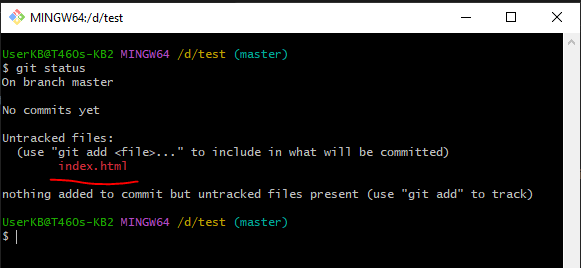 MINGW64:/d/test
UserKB@T460s-KB2 MINGW64 /d/test (master)
$ git status
On branch master
No commits yet
Untracked files:
(use "git add <file>..." to include in what will be committed)
index.html
nothing added to commit but untracked files present (use "git add" to track)
UserKB@T460s-KB2 MINGW64 /d/test (master)
$